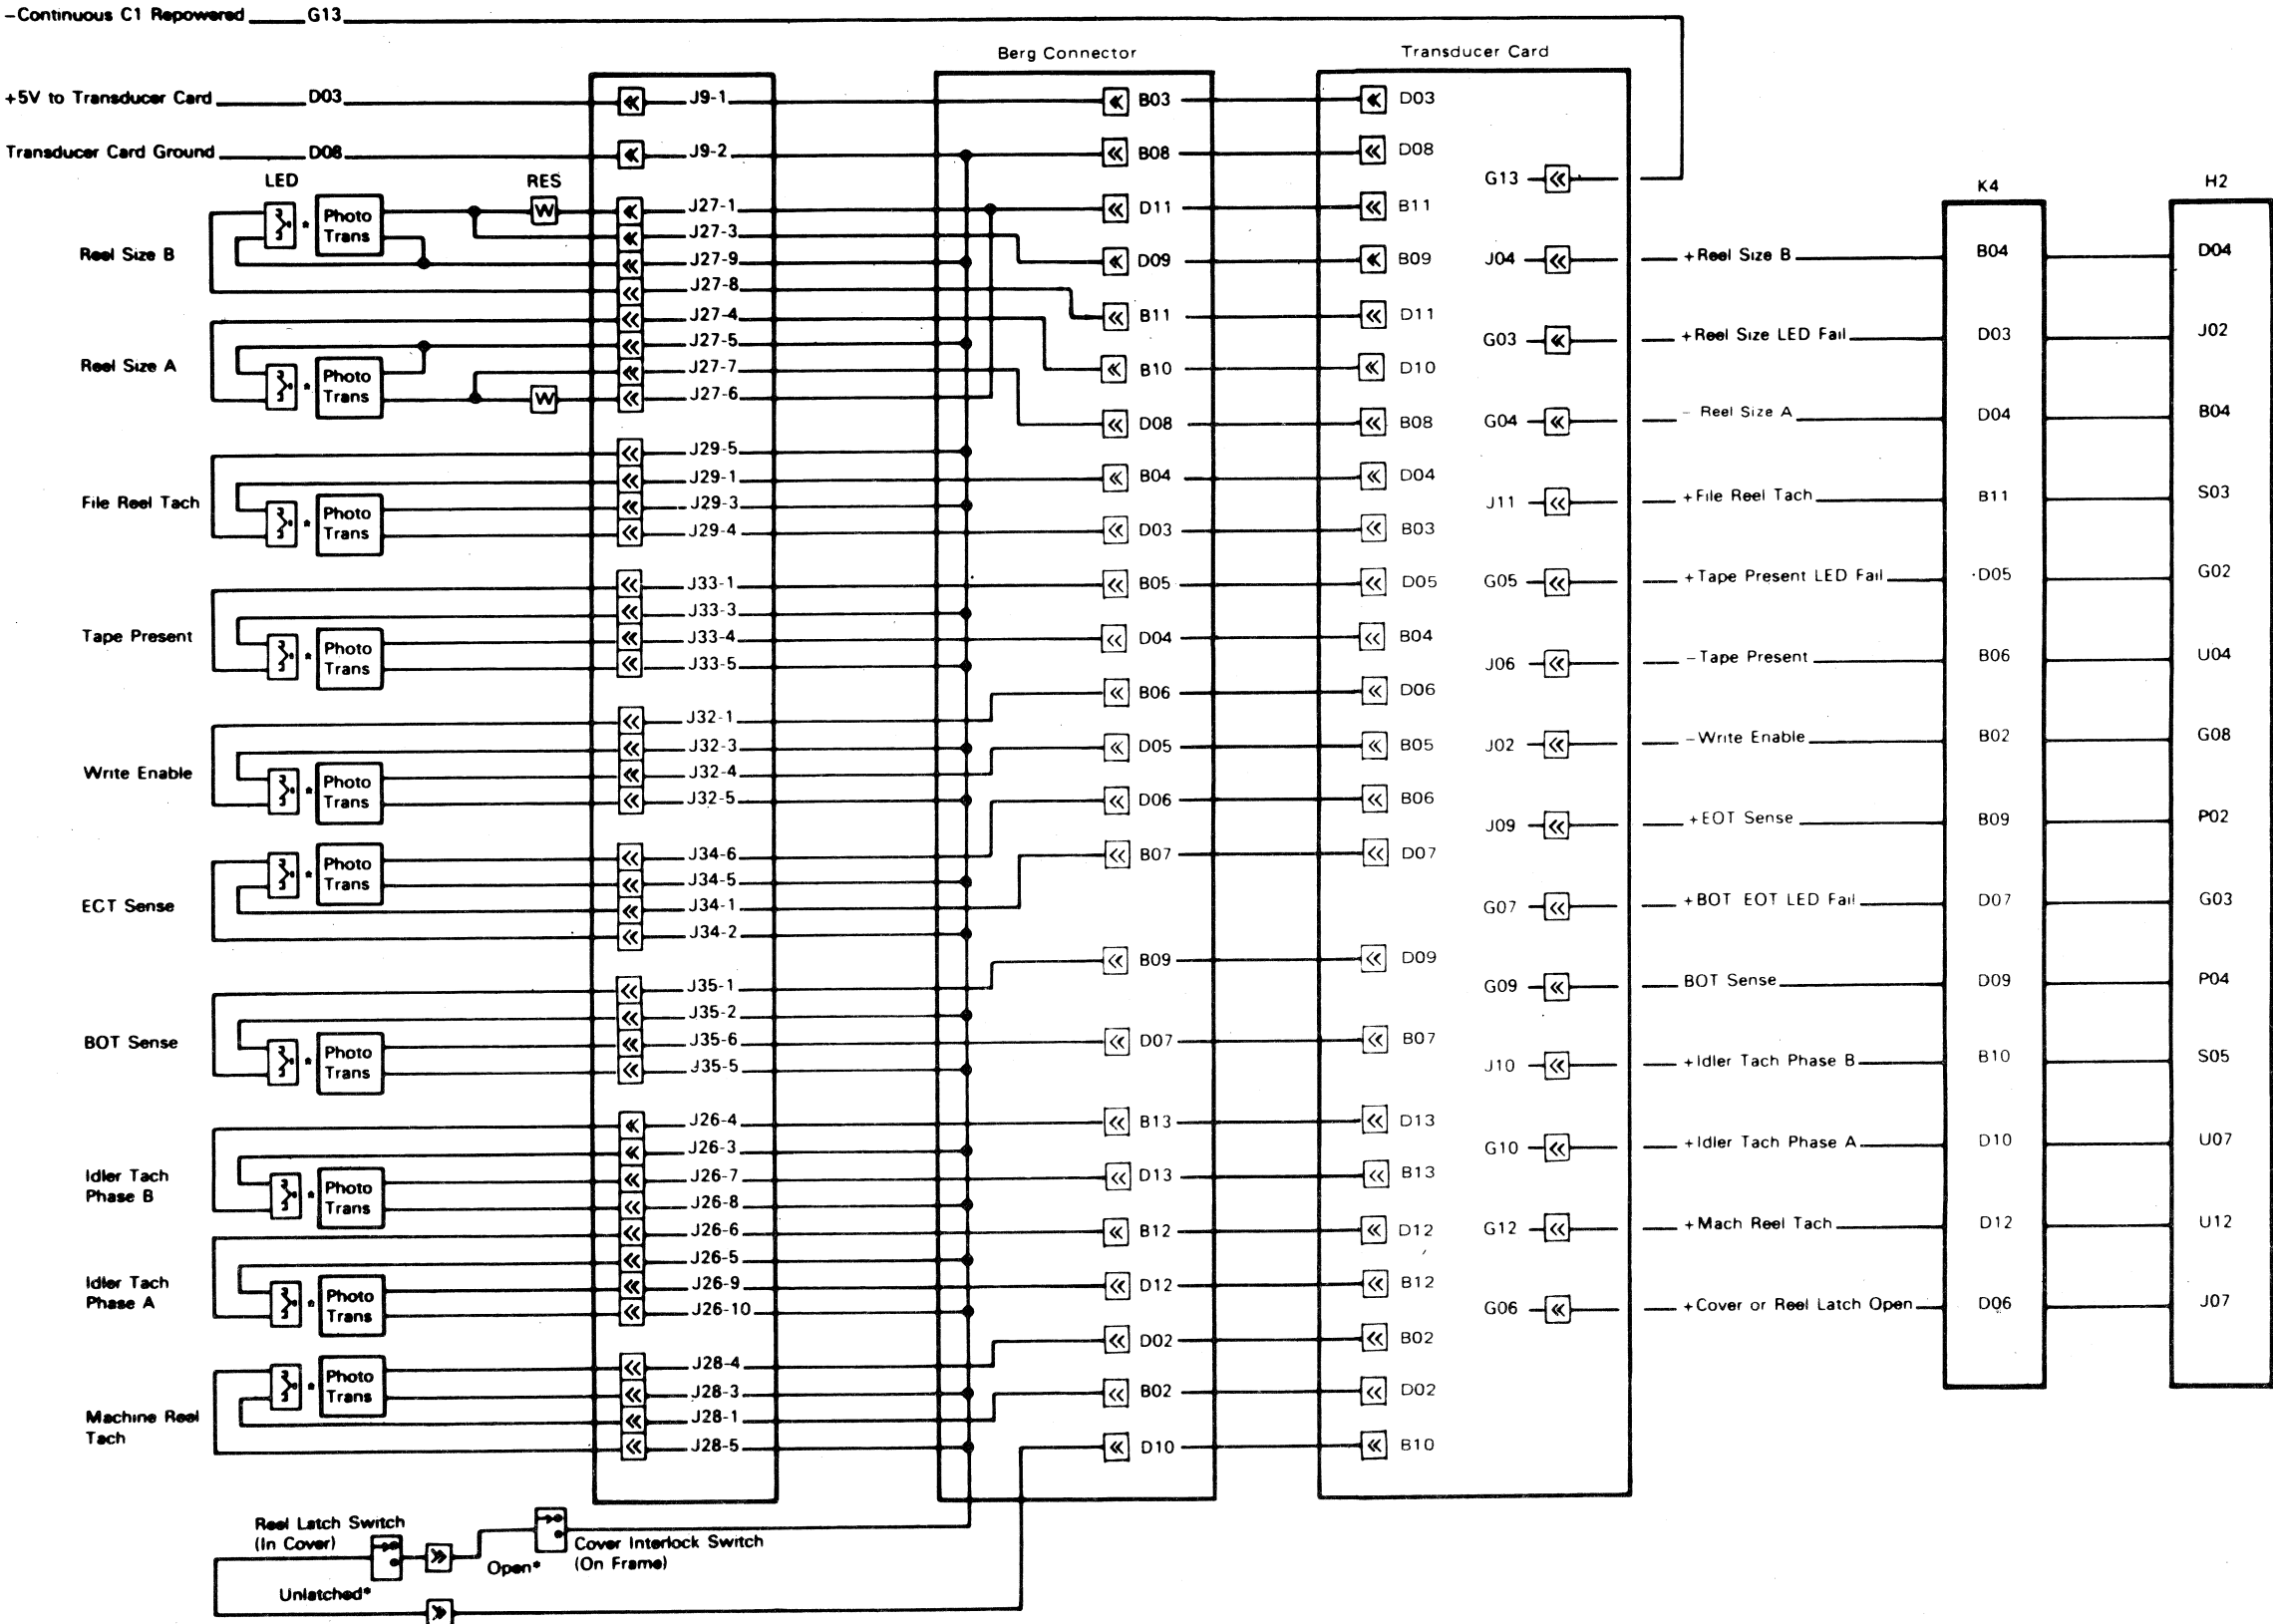 -Continuous C1 Repowered G13
Berg Connector
Transducer Card
+5V to Transducer Card D03 J9-1 B03 D03
Transducer Card Ground D08 J9-2 B08 D08
G13
K4
H2
LED
RES
Photo
Trans
W
Reel Size B
J27-1 D11 B11
J27-3 D09 B09
J27-9
J27-8 B11 D11
J04 +Reel Size B B04 D04
J27-4 B10 D10
J27-5
J27-7 D08 B08
J27-6
Reel Size A
Photo
Trans
W
G03 +Reel Size LED Fail D03 J02
G04 - Reel Size A D04 B04
J29-5
J29-1 B04 D04
J29-3
J29-4 D03 B03
File Reel Tach
Photo
Trans
J11 +File Reel Tach B11 S03
J33-1 B05 D05
J33-3
J33-4 D04 B04
J33-5
Tape Present
Photo
Trans
G05 +Tape Present LED Fail D05 G02
J06 -Tape Present B06 U04
J32-1 B06 D06
J32-3
J32-4 D05 B05
J32-5
Write Enable
Photo
Trans
J02 -Write Enable B02 G08
J34-6 D06 B06
J34-5
J34-1 B07 D07
J34-2
ECT Sense
Photo
Trans
J09 +EOT Sense B09 P02
G07 +BOT EOT LED Fail D07 G03
J35-1 B09 D09
J35-2
J35-6 D07 B07
J35-5
BOT Sense
Photo
Trans
G09 BOT Sense D09 P04
J10 +Idler Tach Phase B B10 S05
J26-4 B13 D13
J26-3
J26-7 D13 B13
J26-8
Idler Tach
Phase B
Photo
Trans
G10 +Idler Tach Phase A D10 U07
J26-6 B12 D12
J26-5
J26-9 D12 B12
J26-10
Idler Tach
Phase A
Photo
Trans
G12 +Mach Reel Tach D12 U12
G06 +Cover or Reel Latch Open D06 J07
J28-4 D02 B02
J28-3
J28-1 B02 D02
J28-5
Photo
Trans
Machine Reel
Tach
D10 B10
Reel Latch Switch
(In Cover)
Unlatched*
Open*
Cover Interlock Switch
(On Frame)